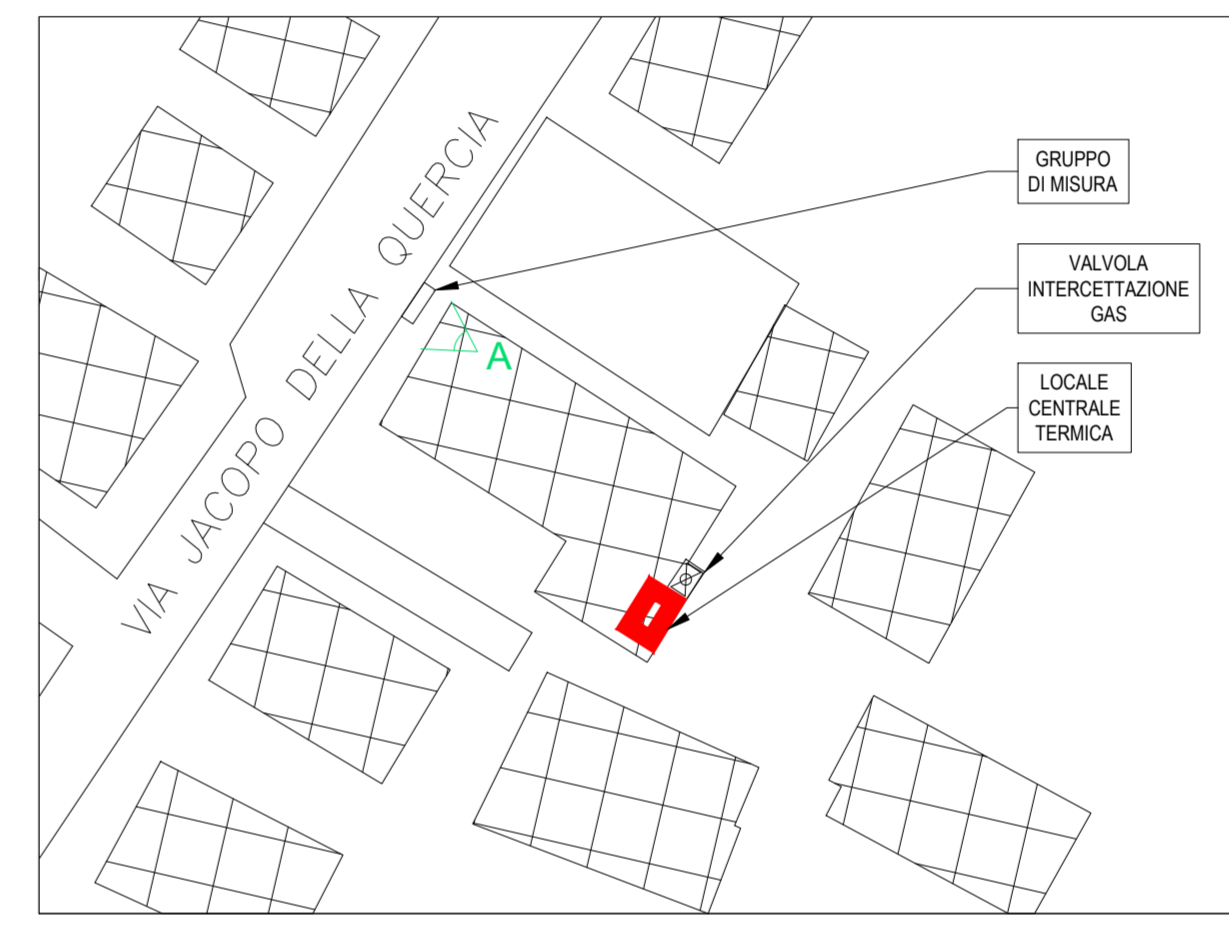 GRUPPO
DI MISURA
VALVOLA
INTERCETTAZIONE
GAS
LOCALE
CENTRALE
TERMICA
VIA JACOPO DELLA QUERCIA
A